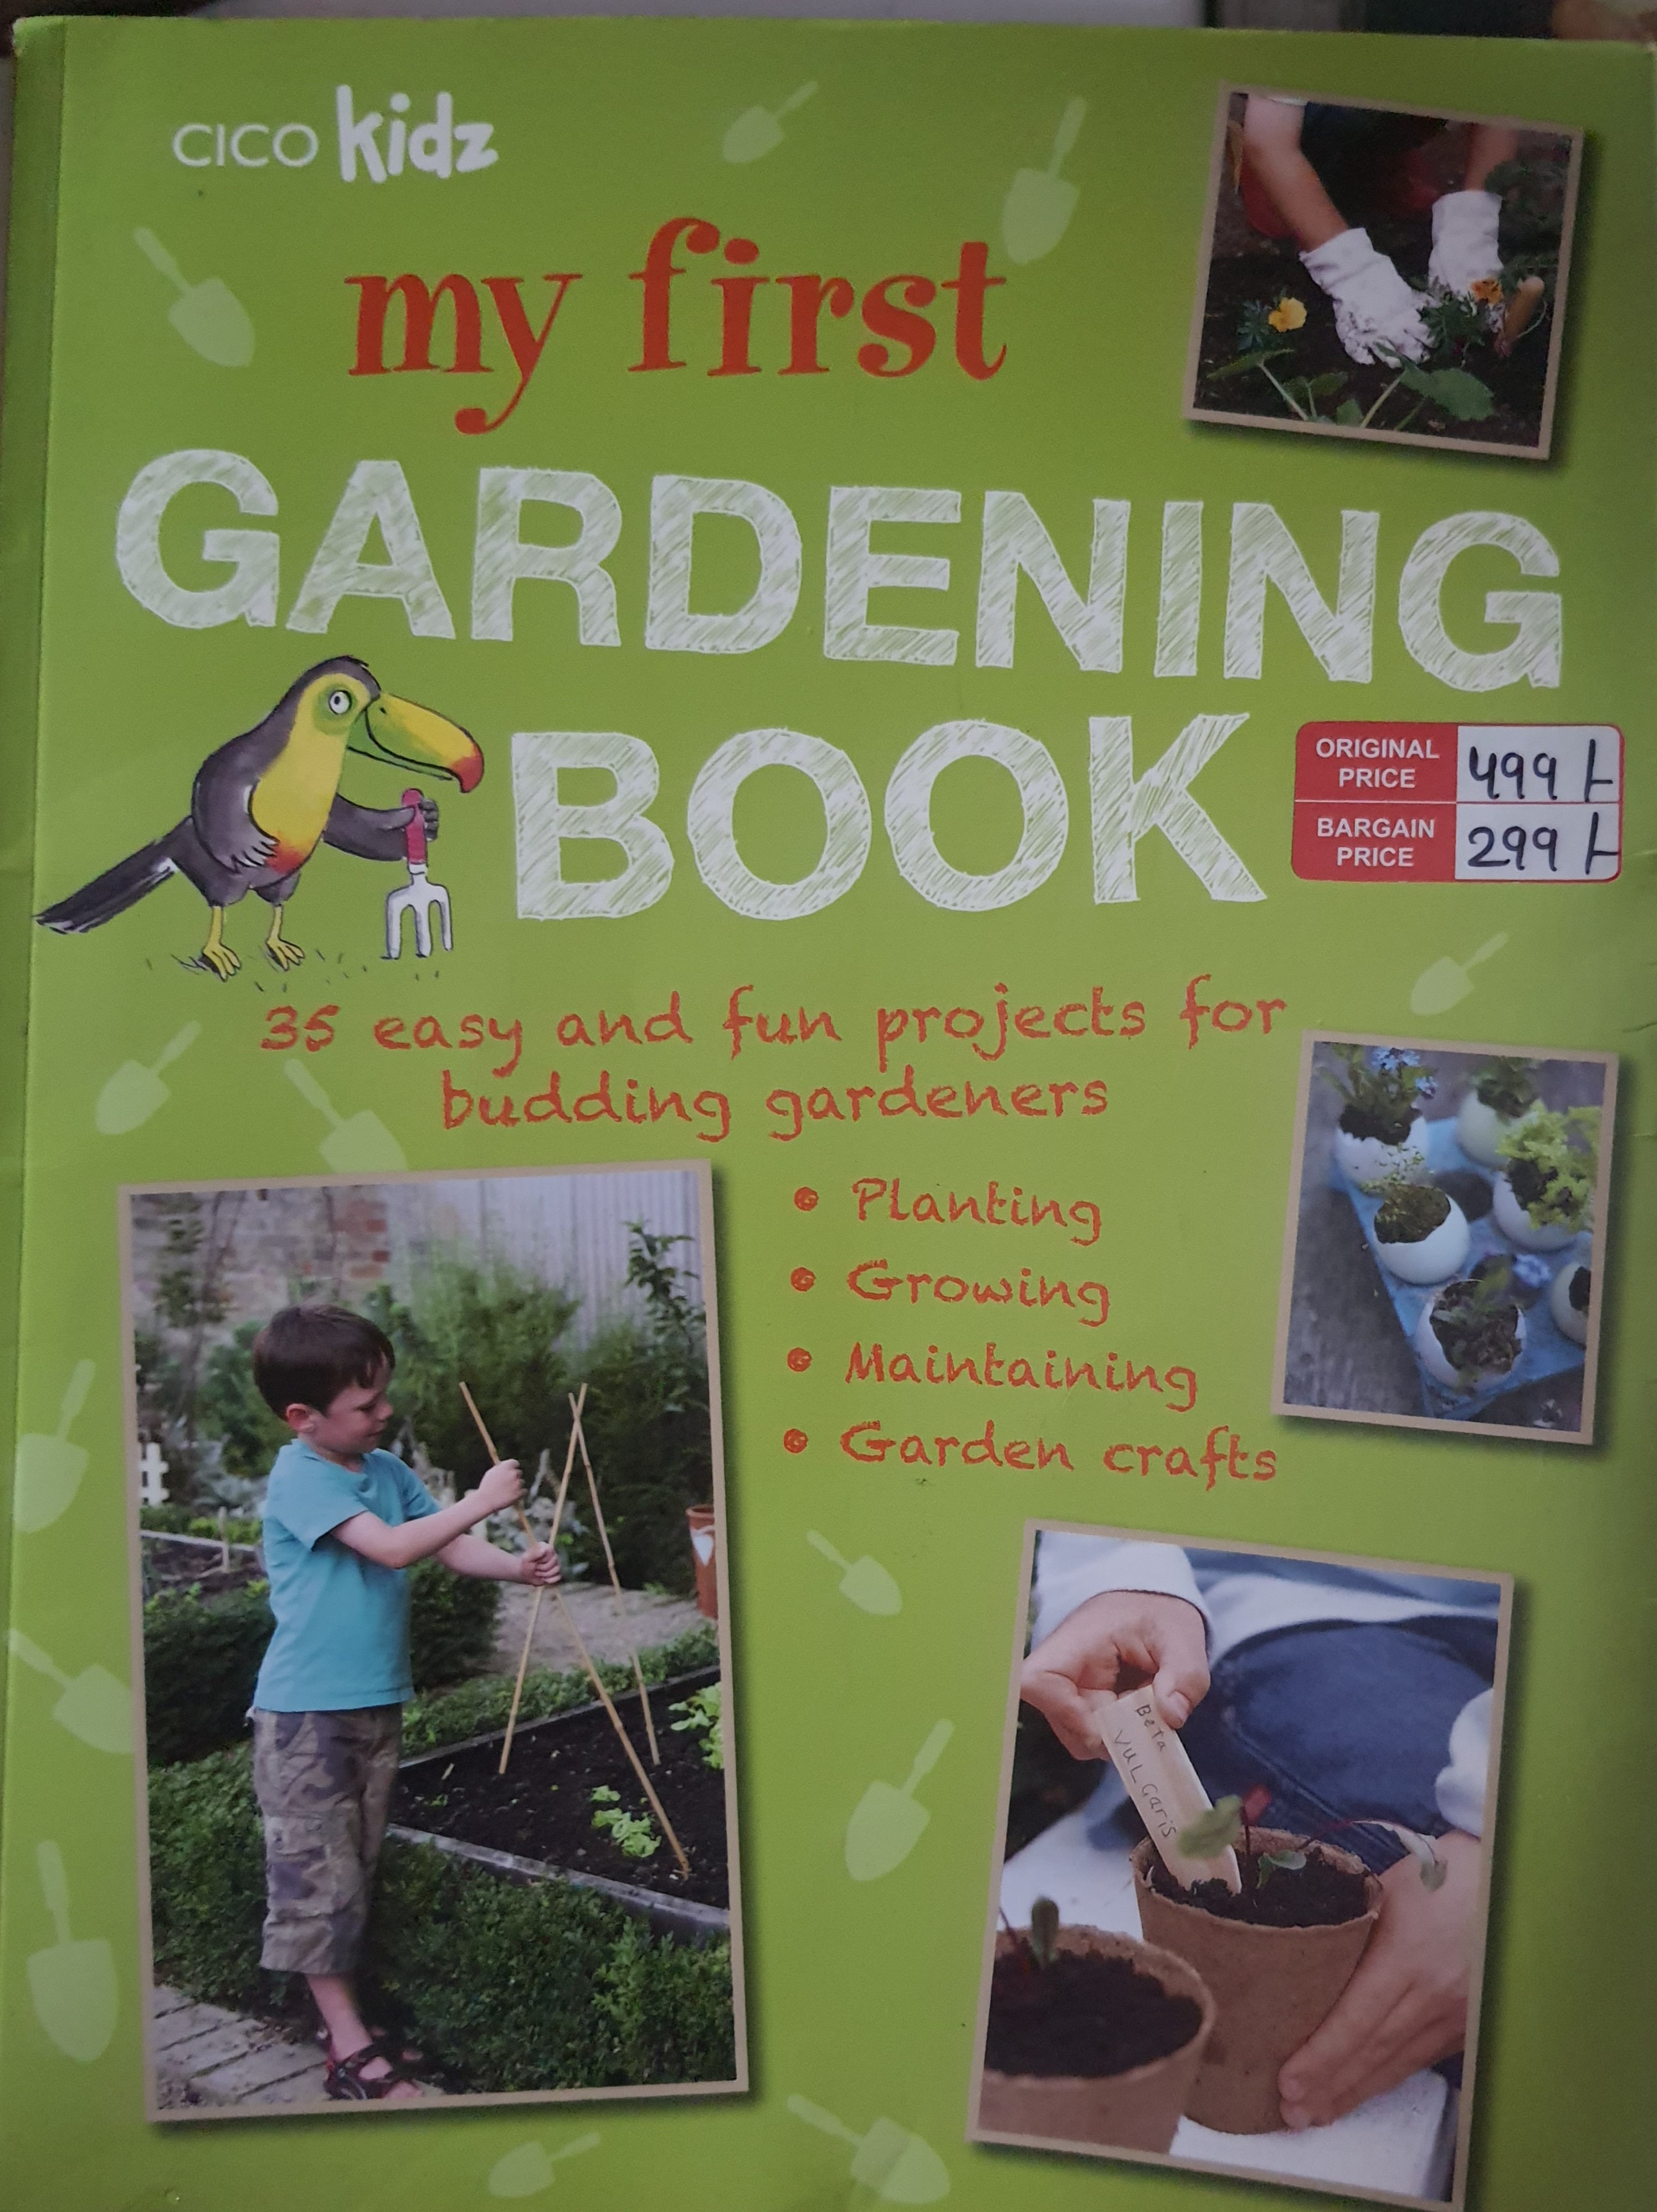 CICO kidz
my first
GARDENING
BOOK
ORIGINAL
PRICE
499 /-
BARGAIN
PRICE
299 /-
35 easy and fun projects for
budding gardeners
• Planting
• Growing
• Maintaining
• Garden crafts
Beta
VULGaris